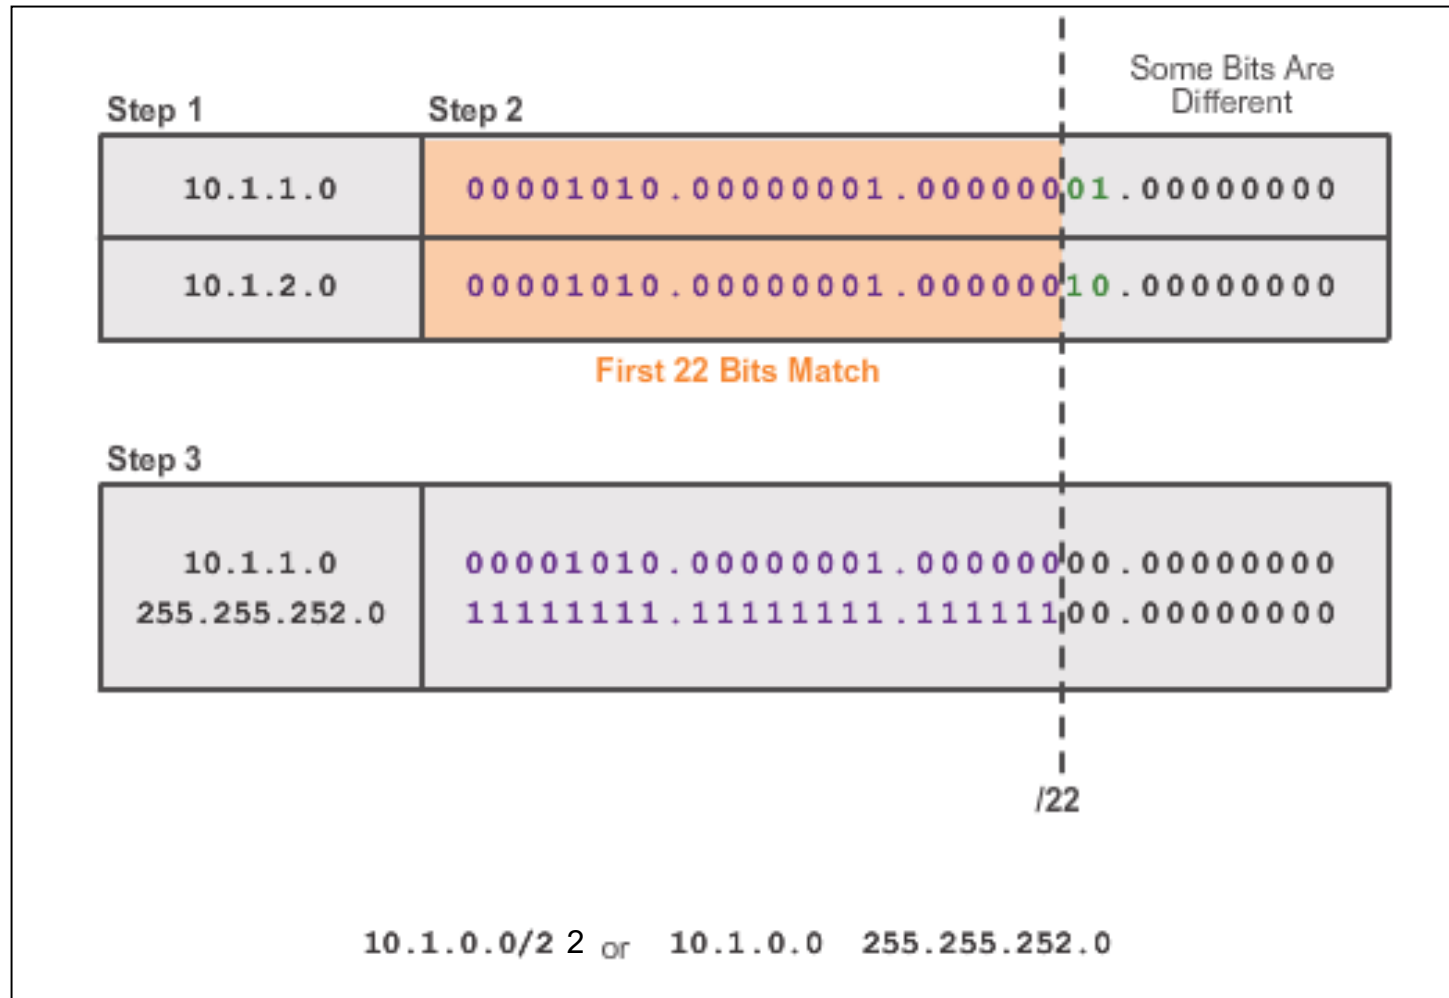 Some Bits Are
Different
Step 1 Step 2
10.1.1.0 00001010.00000001.00000001.00000000
10.1.2.0 00001010.00000001.00000010.00000000
First 22 Bits Match
Step 3
10.1.1.0 00001010.00000001.00000000.00000000
255.255.252.0 11111111.11111111.11111100.00000000
/22
10.1.0.0/2 2 or 10.1.0.0 255.255.252.0